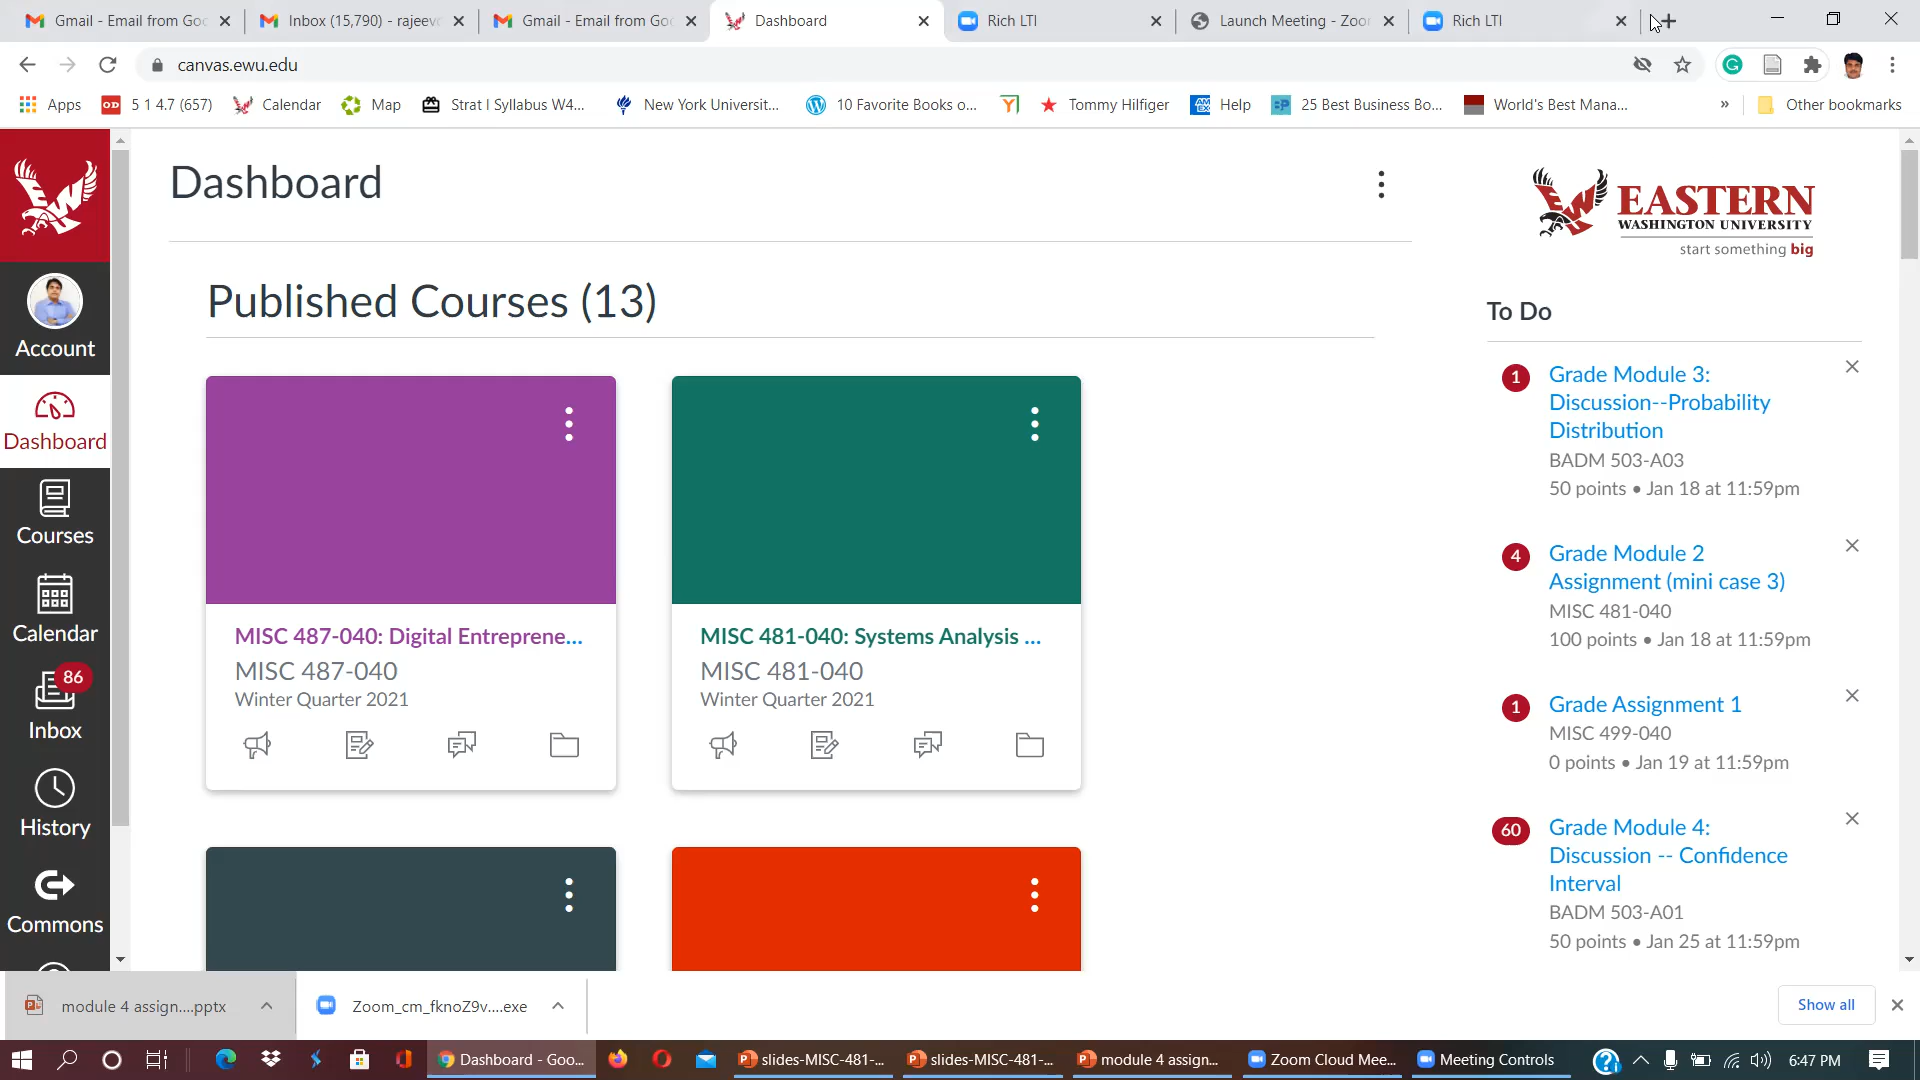 Gmail - Email from Goo
Inbox (15,790) - rajeev
Gmail - Email from Goo
Dashboard
Rich LTI
Launch Meeting - Zoo
Rich LTI
canvas.ewu.edu
Apps
5 1 4.7 (657)
Calendar
Map
Strat I Syllabus W4...
New York Universit...
10 Favorite Books o...
Tommy Hilfiger
Help
25 Best Business Bo...
World's Best Mana...
»
Other bookmarks
Account
Dashboard
Courses
Calendar
86
Inbox
History
Commons
Dashboard
Published Courses (13)
MISC 487-040: Digital Entreprene...
MISC 487-040
Winter Quarter 2021
MISC 481-040: Systems Analysis ...
MISC 481-040
Winter Quarter 2021
EASTERN
WASHINGTON UNIVERSITY
start something big
To Do
1
Grade Module 3:
Discussion--Probability
Distribution
BADM 503-A03
50 points • Jan 18 at 11:59pm
4
Grade Module 2
Assignment (mini case 3)
MISC 481-040
100 points • Jan 18 at 11:59pm
1
Grade Assignment 1
MISC 499-040
0 points • Jan 19 at 11:59pm
60
Grade Module 4:
Discussion -- Confidence
Interval
BADM 503-A01
50 points • Jan 25 at 11:59pm
module 4 assign....pptx
Zoom_cm_fknoZ9v....exe
Show all
Dashboard - Goo...
slides-MISC-481-...
slides-MISC-481-...
module 4 assign...
Zoom Cloud Mee...
Meeting Controls
6:47 PM